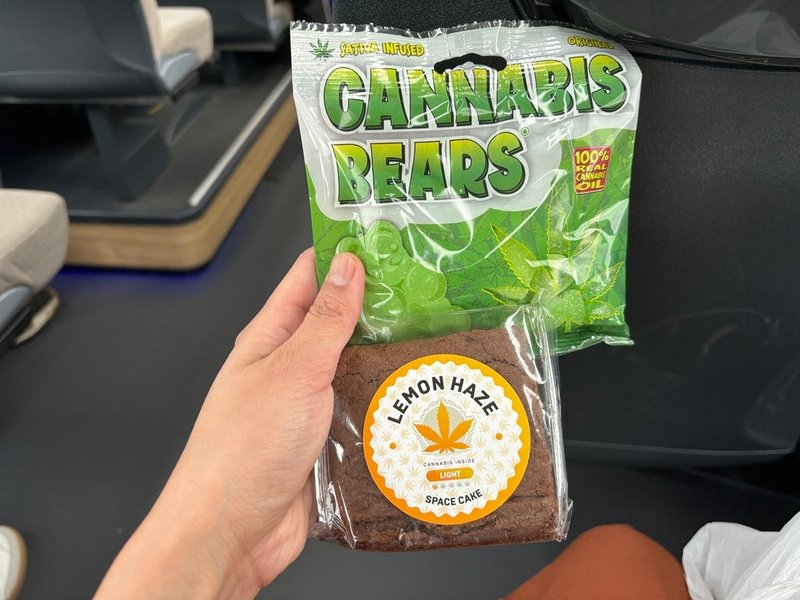 SATIVA INFUSED
ORIGINAL
CANNABIS
BEARS
100%
REAL
CANNABIS
OIL
LEMON HAZE
CANNABIS INSIDE
LIGHT
SPACE CAKE